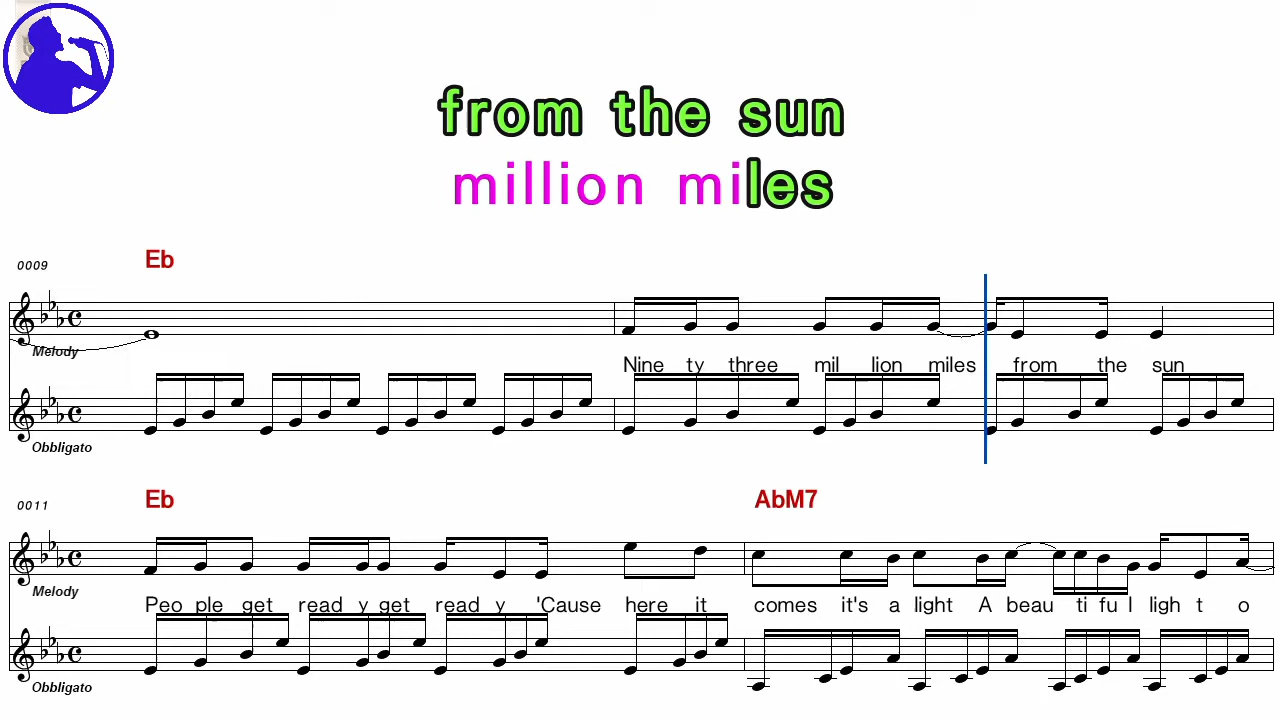 from the sun
million miles
Eb
0009
Melody
Nine ty three mil lion miles from the sun
Obbligato
Eb AbM7
0011
Melody
Peo ple get read y get read y 'Cause here it comes it's a light A beau ti fu l ligh t o
Obbligato